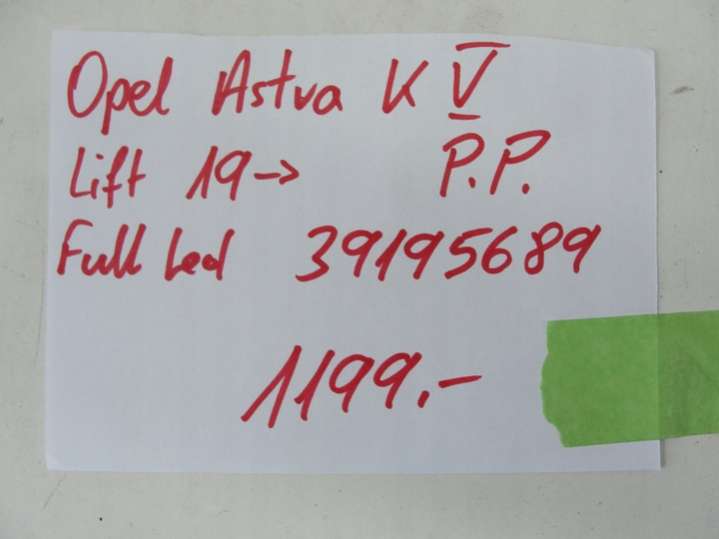 Opel Astra K V
Lift 19-> P.P.
Full Led 39195689
1199.-